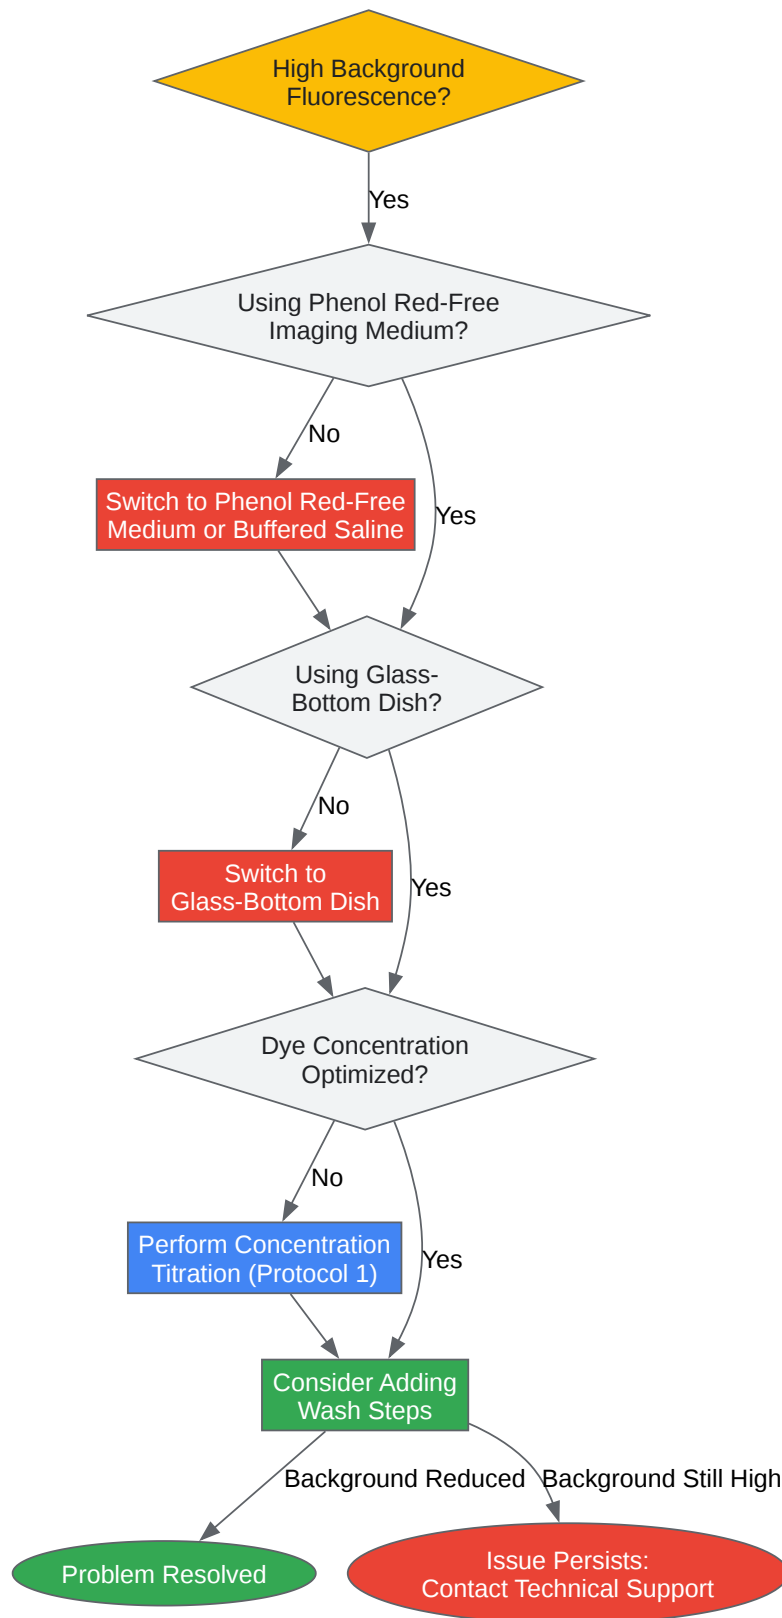 High Background
Fluorescence?
Yes
Using Phenol Red-Free
Imaging Medium?
No
Switch to Phenol Red-Free
Medium or Buffered Saline
Yes
Using Glass-
Bottom Dish?
No
Switch to
Glass-Bottom Dish
Yes
Dye Concentration
Optimized?
No
Perform Concentration
Titration (Protocol 1)
Yes
Consider Adding
Wash Steps
Background Reduced
Background Still High
Problem Resolved
Issue Persists:
Contact Technical Support